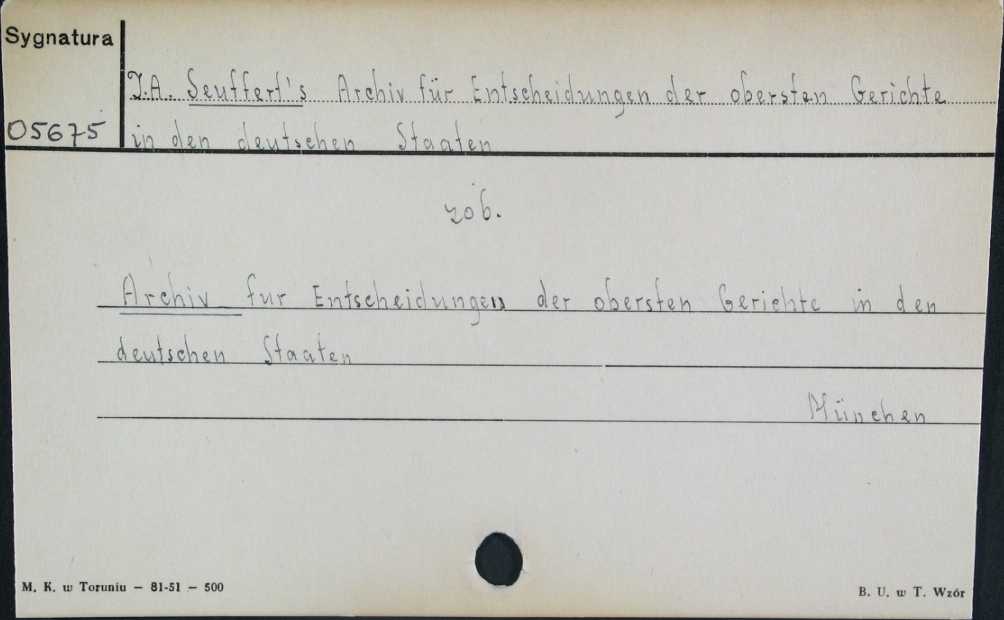 Sygnatura
J.A. Seuffert's Archiv für Entscheidungen der obersten Gerichte
05675 in den deutschen Staaten
zob.
Archiv fur Entscheidungen der obersten Gerichte in den
deutschen Staaten
München
M. K. w Toruniu – 81-51 – 500 B. U. w T. Wzór